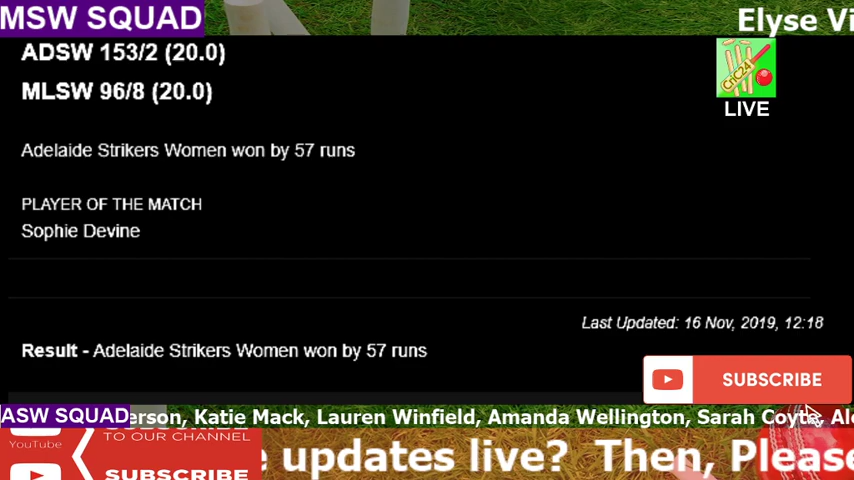 MSW SQUAD
Elyse Vi
ADSW 153/2 (20.0)
MLSW 96/8 (20.0)
CriC24
LIVE
Adelaide Strikers Women won by 57 runs
PLAYER OF THE MATCH
Sophie Devine
Last Updated: 16 Nov, 2019, 12:18
Result - Adelaide Strikers Women won by 57 runs
SUBSCRIBE
ASW SQUAD
erson, Katie Mack, Lauren Winfield, Amanda Wellington, Sarah Coyte, Ale
YouTube
TO OUR CHANNEL
SUBSCRIBE
e updates live? Then, Please